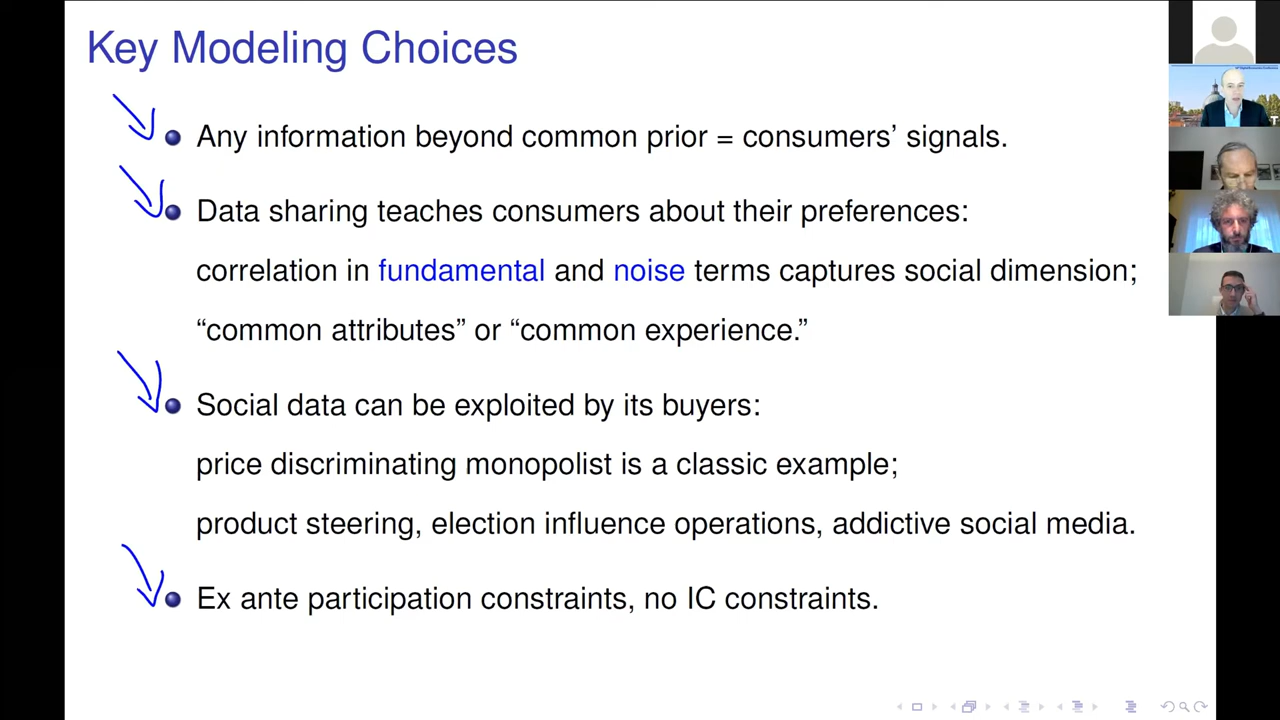 Key Modeling Choices
Any information beyond common prior = consumers’ signals.
Data sharing teaches consumers about their preferences:
correlation in fundamental and noise terms captures social dimension;
“common attributes” or “common experience.”
Social data can be exploited by its buyers:
price discriminating monopolist is a classic example;
product steering, election influence operations, addictive social media.
Ex ante participation constraints, no IC constraints.